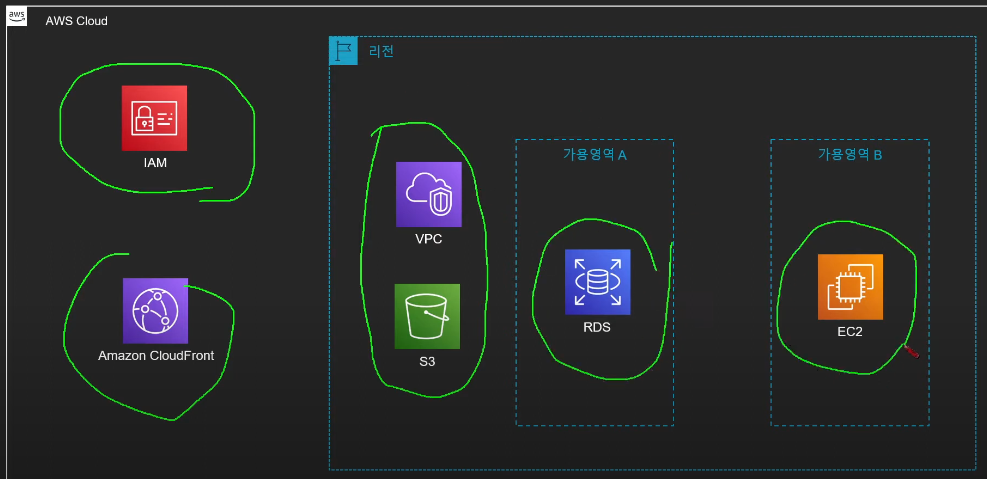 aws
AWS Cloud
리전
IAM
가용영역 A
가용영역 B
VPC
RDS
EC2
Amazon CloudFront
S3